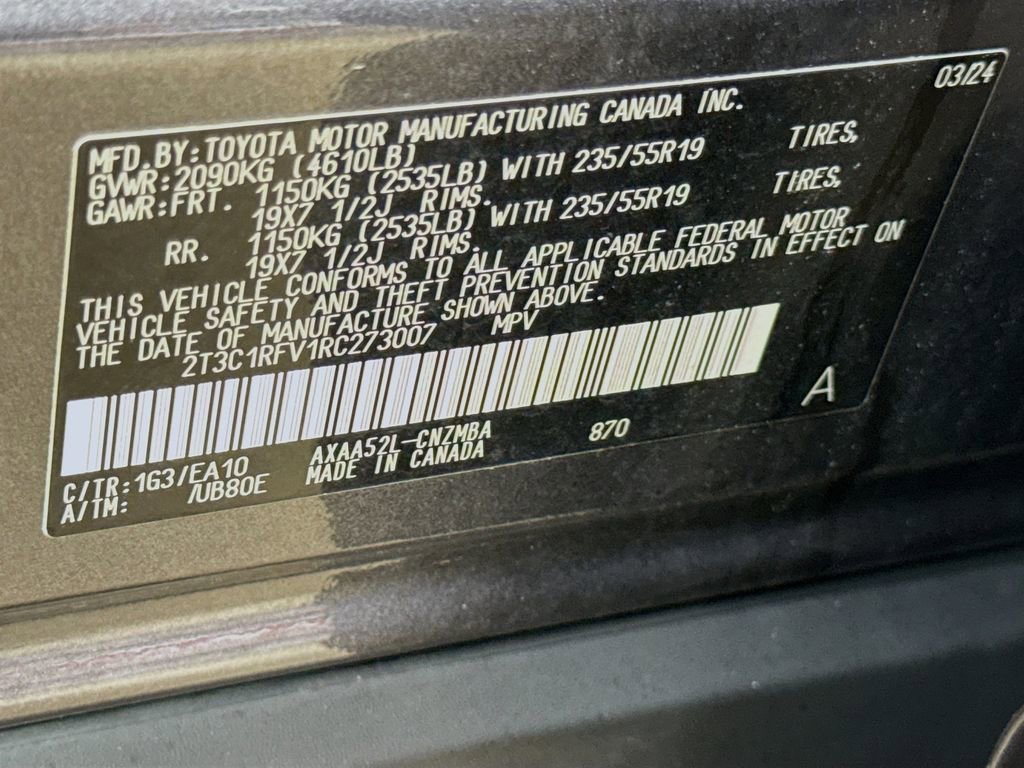 03/24
MFD.BY:TOYOTA MOTOR MANUFACTURING CANADA INC.
GVWR:2090KG (4610LB)
GAWR:FRT. 1150KG (2535LB) WITH 235/55R19 TIRES,
19X7 1/2J RIMS.
RR. 1150KG (2535LB) WITH 235/55R19 TIRES,
19X7 1/2J RIMS.
THIS VEHICLE CONFORMS TO ALL APPLICABLE FEDERAL MOTOR
VEHICLE SAFETY AND THEFT PREVENTION STANDARDS IN EFFECT ON
THE DATE OF MANUFACTURE SHOWN ABOVE.
2T3C1RFV1RC273007 MPV
A
AXAA52L-CNZMBA 870
MADE IN CANADA
C/TR:1G3/EA10
A/TM: /UB80E